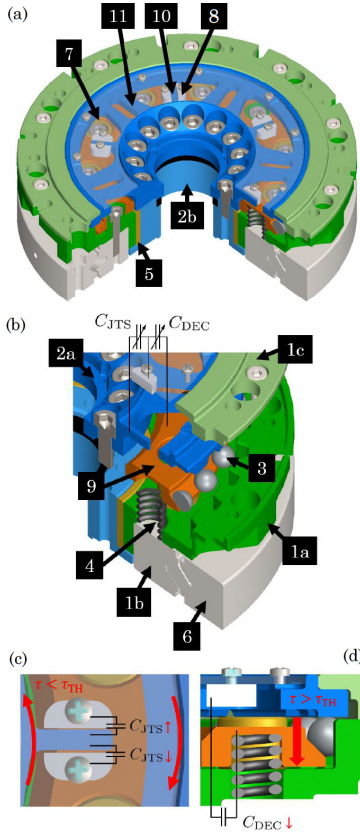 (a)
11
10
8
7
2b
5
(b)
C_JTS
C_DEC
2a
1c
3
9
4
1a
1b
6
(c)
(d)
τ < τ_TH
C_JTS ↑
C_JTS ↓
τ > τ_TH
C_DEC ↓